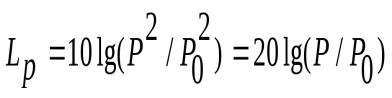 L_p = 10 lg(P^2 / P_0^2) = 20 lg(P / P_0)